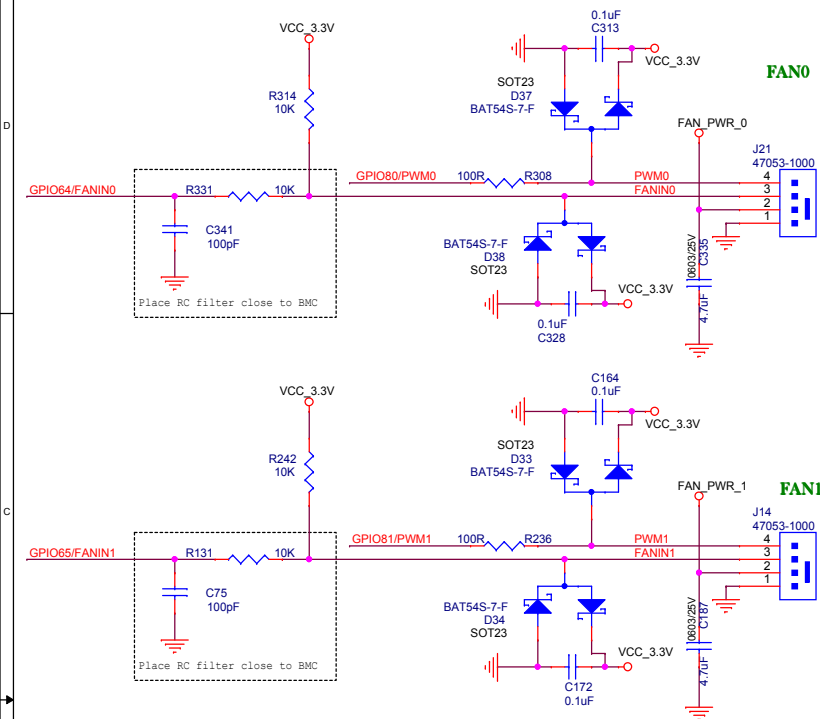 0.1uF
C313
VCC_3.3V
VCC_3.3V
FAN0
SOT23
D37
BAT54S-7-F
R314
10K
D
FAN_PWR_0
J21
47053-1000
GPIO80/PWM0
100R
R308
PWM0
4
GPIO64/FANIN0
R331
10K
FANIN0
3
2
1
C341
100pF
BAT54S-7-F
D38
SOT23
0603/25V
C335
4.7uF
VCC_3.3V
Place RC filter close to BMC
0.1uF
C328
C164
0.1uF
VCC_3.3V
VCC_3.3V
SOT23
D33
BAT54S-7-F
R242
10K
FAN_PWR_1
FAN1
C
J14
47053-1000
GPIO81/PWM1
100R
R236
PWM1
4
GPIO65/FANIN1
R131
10K
FANIN1
3
2
1
C75
100pF
BAT54S-7-F
D34
SOT23
0603/25V
C187
4.7uF
VCC_3.3V
Place RC filter close to BMC
C172
0.1uF